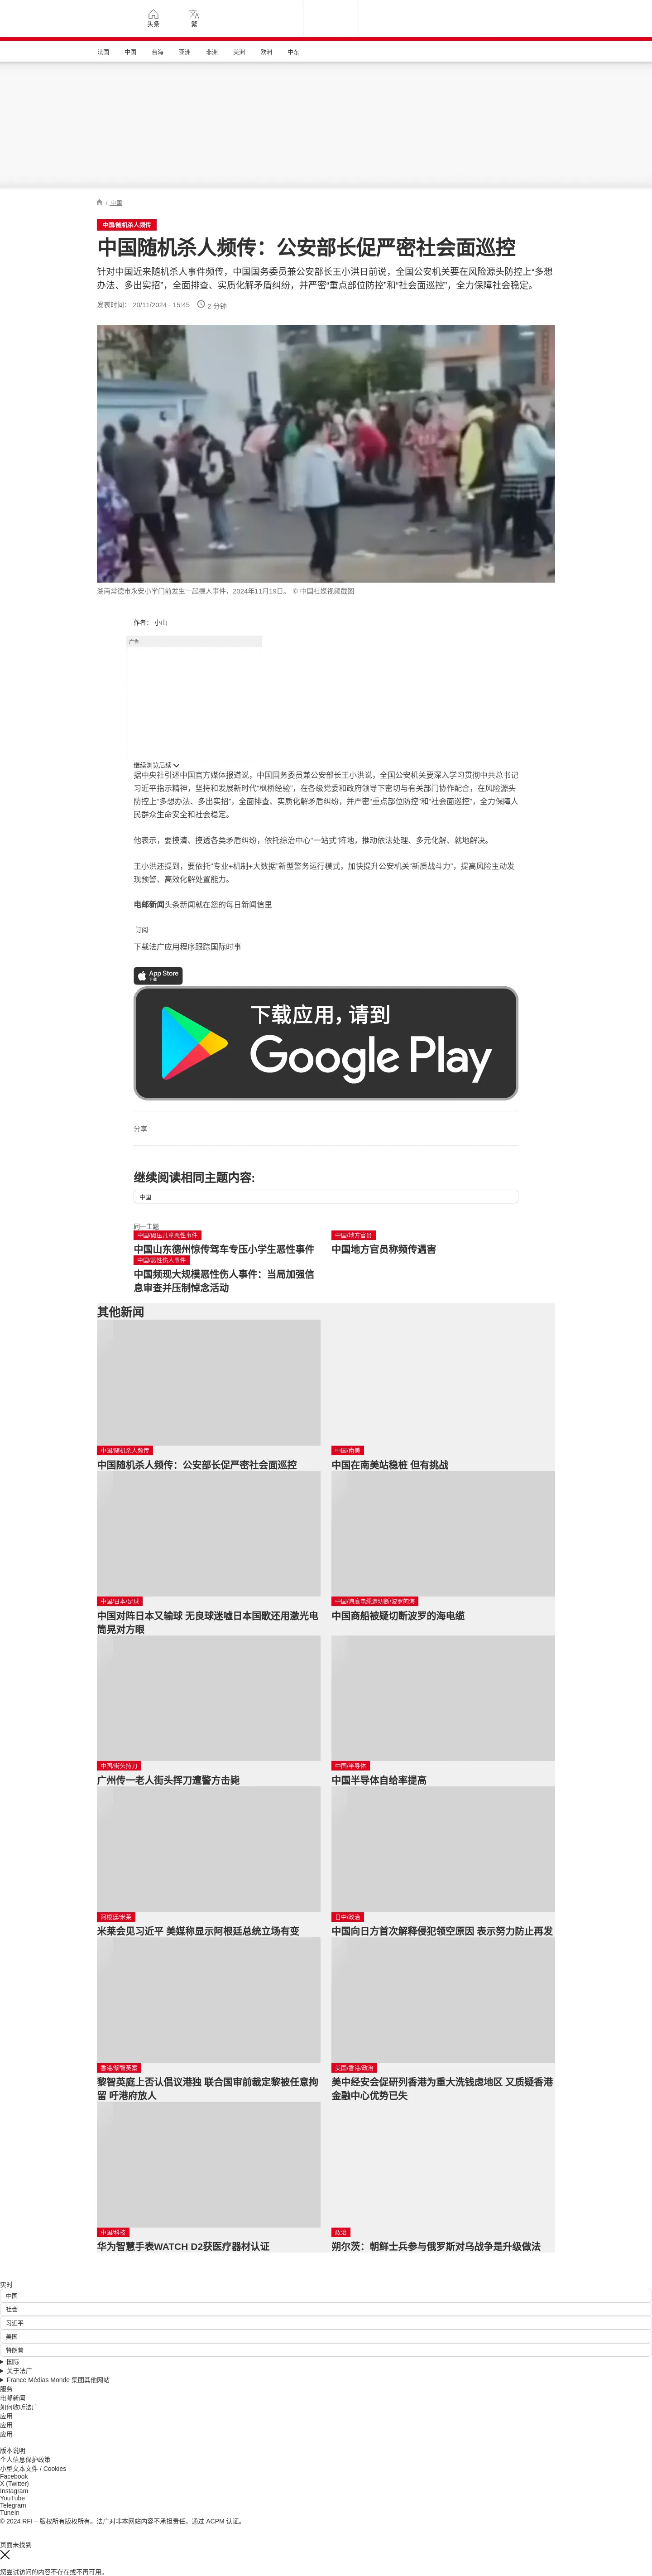 头条
繁
法国
中国
台海
亚洲
非洲
美洲
欧洲
中东
/ 中国
中国/随机杀人频传
中国随机杀人频传：公安部长促严密社会面巡控
针对中国近来随机杀人事件频传，中国国务委员兼公安部长王小洪日前说，全国公安机关要在风险源头防控上“多想
办法、多出实招”，全面排查、实质化解矛盾纠纷，并严密“重点部位防控”和“社会面巡控”，全力保障社会稳定。
发表时间： 20/11/2024 - 15:45
2 分钟
湖南常德市永安小学门前发生一起撞人事件，2024年11月19日。 © 中国社媒视频截图
作者： 小山
广告
继续浏览后续
据中央社引述中国官方媒体报道说，中国国务委员兼公安部长王小洪说，全国公安机关要深入学习贯彻中共总书记
习近平指示精神，坚持和发展新时代“枫桥经验”，在各级党委和政府领导下密切与有关部门协作配合，在风险源头
防控上“多想办法、多出实招”，全面排查、实质化解矛盾纠纷，并严密“重点部位防控”和“社会面巡控”，全力保障人
民群众生命安全和社会稳定。
他表示，要摸清、摸透各类矛盾纠纷，依托综治中心“一站式”阵地，推动依法处理、多元化解、就地解决。
王小洪还提到，要依托“专业+机制+大数据”新型警务运行模式，加快提升公安机关“新质战斗力”，提高风险主动发
现预警、高效化解处置能力。
电邮新闻头条新闻就在您的每日新闻信里
订阅
下载法广应用程序跟踪国际时事
App Store
下载
下载应用，请到
Google Play
分享 :
继续阅读相同主题内容:
中国
同一主题
中国/碾压儿童恶性事件
中国山东德州惊传驾车专压小学生恶性事件
中国/地方官员
中国地方官员称频传遇害
中国/恶性伤人事件
中国频现大规模恶性伤人事件：当局加强信
息审查并压制悼念活动
其他新闻
中国/随机杀人频传
中国随机杀人频传：公安部长促严密社会面巡控
中国/南美
中国在南美站稳桩 但有挑战
中国/日本/足球
中国对阵日本又输球 无良球迷嘘日本国歌还用激光电
筒晃对方眼
中国/海底电缆遭切断/波罗的海
中国商船被疑切断波罗的海电缆
中国/街头持刀
广州传一老人街头挥刀遭警方击毙
中国/半导体
中国半导体自给率提高
阿根廷/米莱
米莱会见习近平 美媒称显示阿根廷总统立场有变
日中/政治
中国向日方首次解释侵犯领空原因 表示努力防止再发
香港/黎智英案
黎智英庭上否认倡议港独 联合国审前裁定黎被任意拘
留 吁港府放人
美国/香港/政治
美中经安会促研列香港为重大洗钱虑地区 又质疑香港
金融中心优势已失
中国/科技
华为智慧手表WATCH D2获医疗器材认证
政治
朔尔茨：朝鲜士兵参与俄罗斯对乌战争是升级做法
实时
中国
社会
习近平
美国
特朗普
国际
关于法广
France Médias Monde 集团其他网站
服务
电邮新闻
如何收听法广
应用
应用
应用
版本说明
个人信息保护政策
小型文本文件 / Cookies
Facebook
X (Twitter)
Instagram
YouTube
Telegram
TuneIn
© 2024 RFI – 版权所有版权所有。法广对非本网站内容不承担责任。通过 ACPM 认证。
页面未找到
您尝试访问的内容不存在或不再可用。